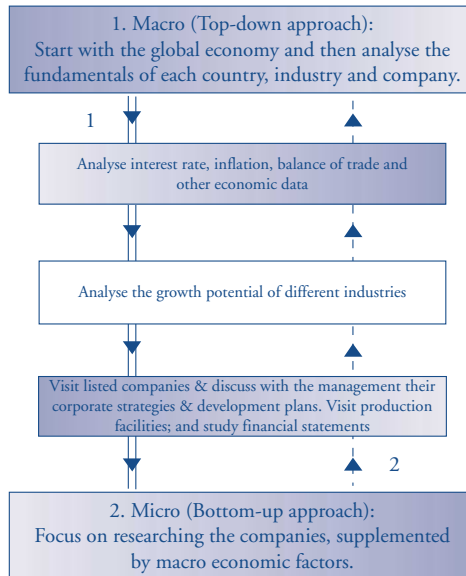 1. Macro (Top-down approach):
Start with the global economy and then analyse the
fundamentals of each country, industry and company.
1
Analyse interest rate, inflation, balance of trade and
other economic data
Analyse the growth potential of different industries
Visit listed companies & discuss with the management their
corporate strategies & development plans. Visit production
facilities; and study financial statements
2
2. Micro (Bottom-up approach):
Focus on researching the companies, supplemented
by macro economic factors.